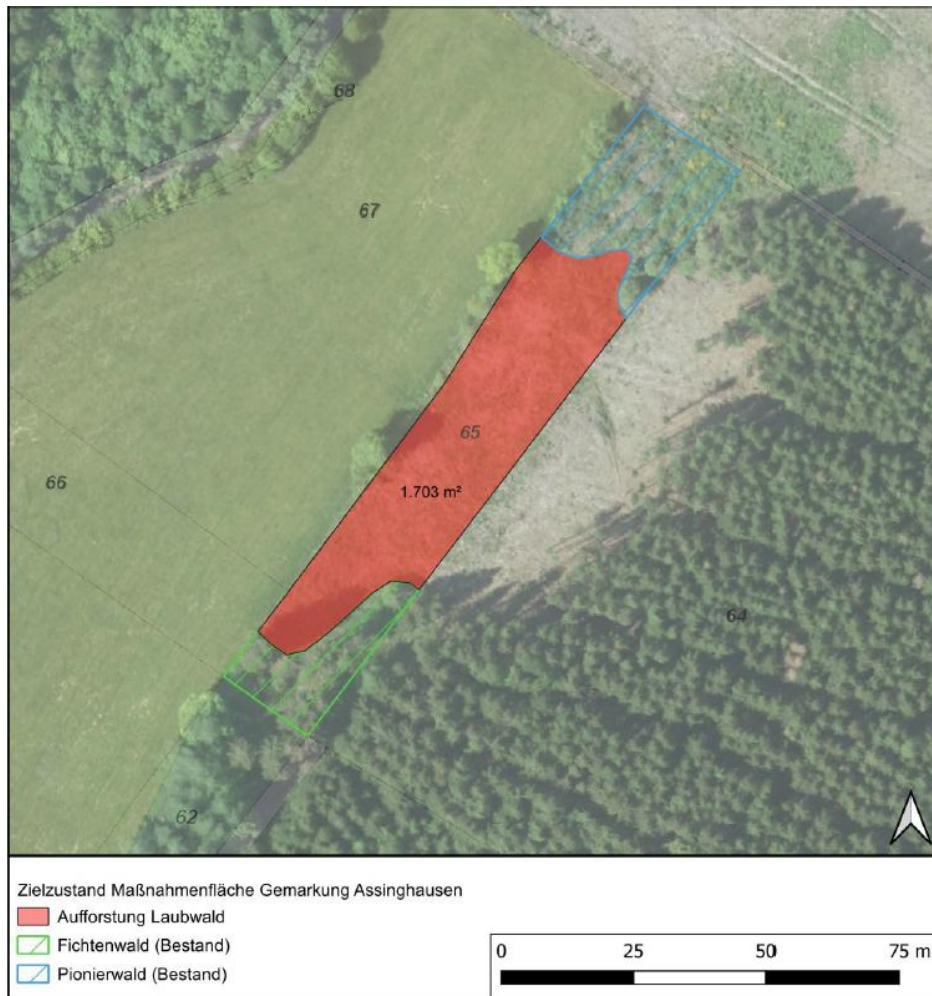 68
67
65
66
1.703 m²
64
62
Zielzustand Maßnahmenfläche Gemarkung Assinghausen
Aufforstung Laubwald
Fichtenwald (Bestand)
Pionierwald (Bestand)
0 25 50 75 m